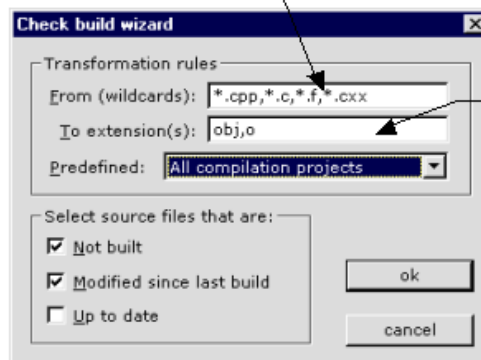 Check build wizard
Transformation rules
From (wildcards): *.cpp,*.c,*.f,*.cxx
To extension(s): obj,o
Predefined: All compilation projects
Select source files that are:
Not built
Modified since last build
Up to date
ok
cancel